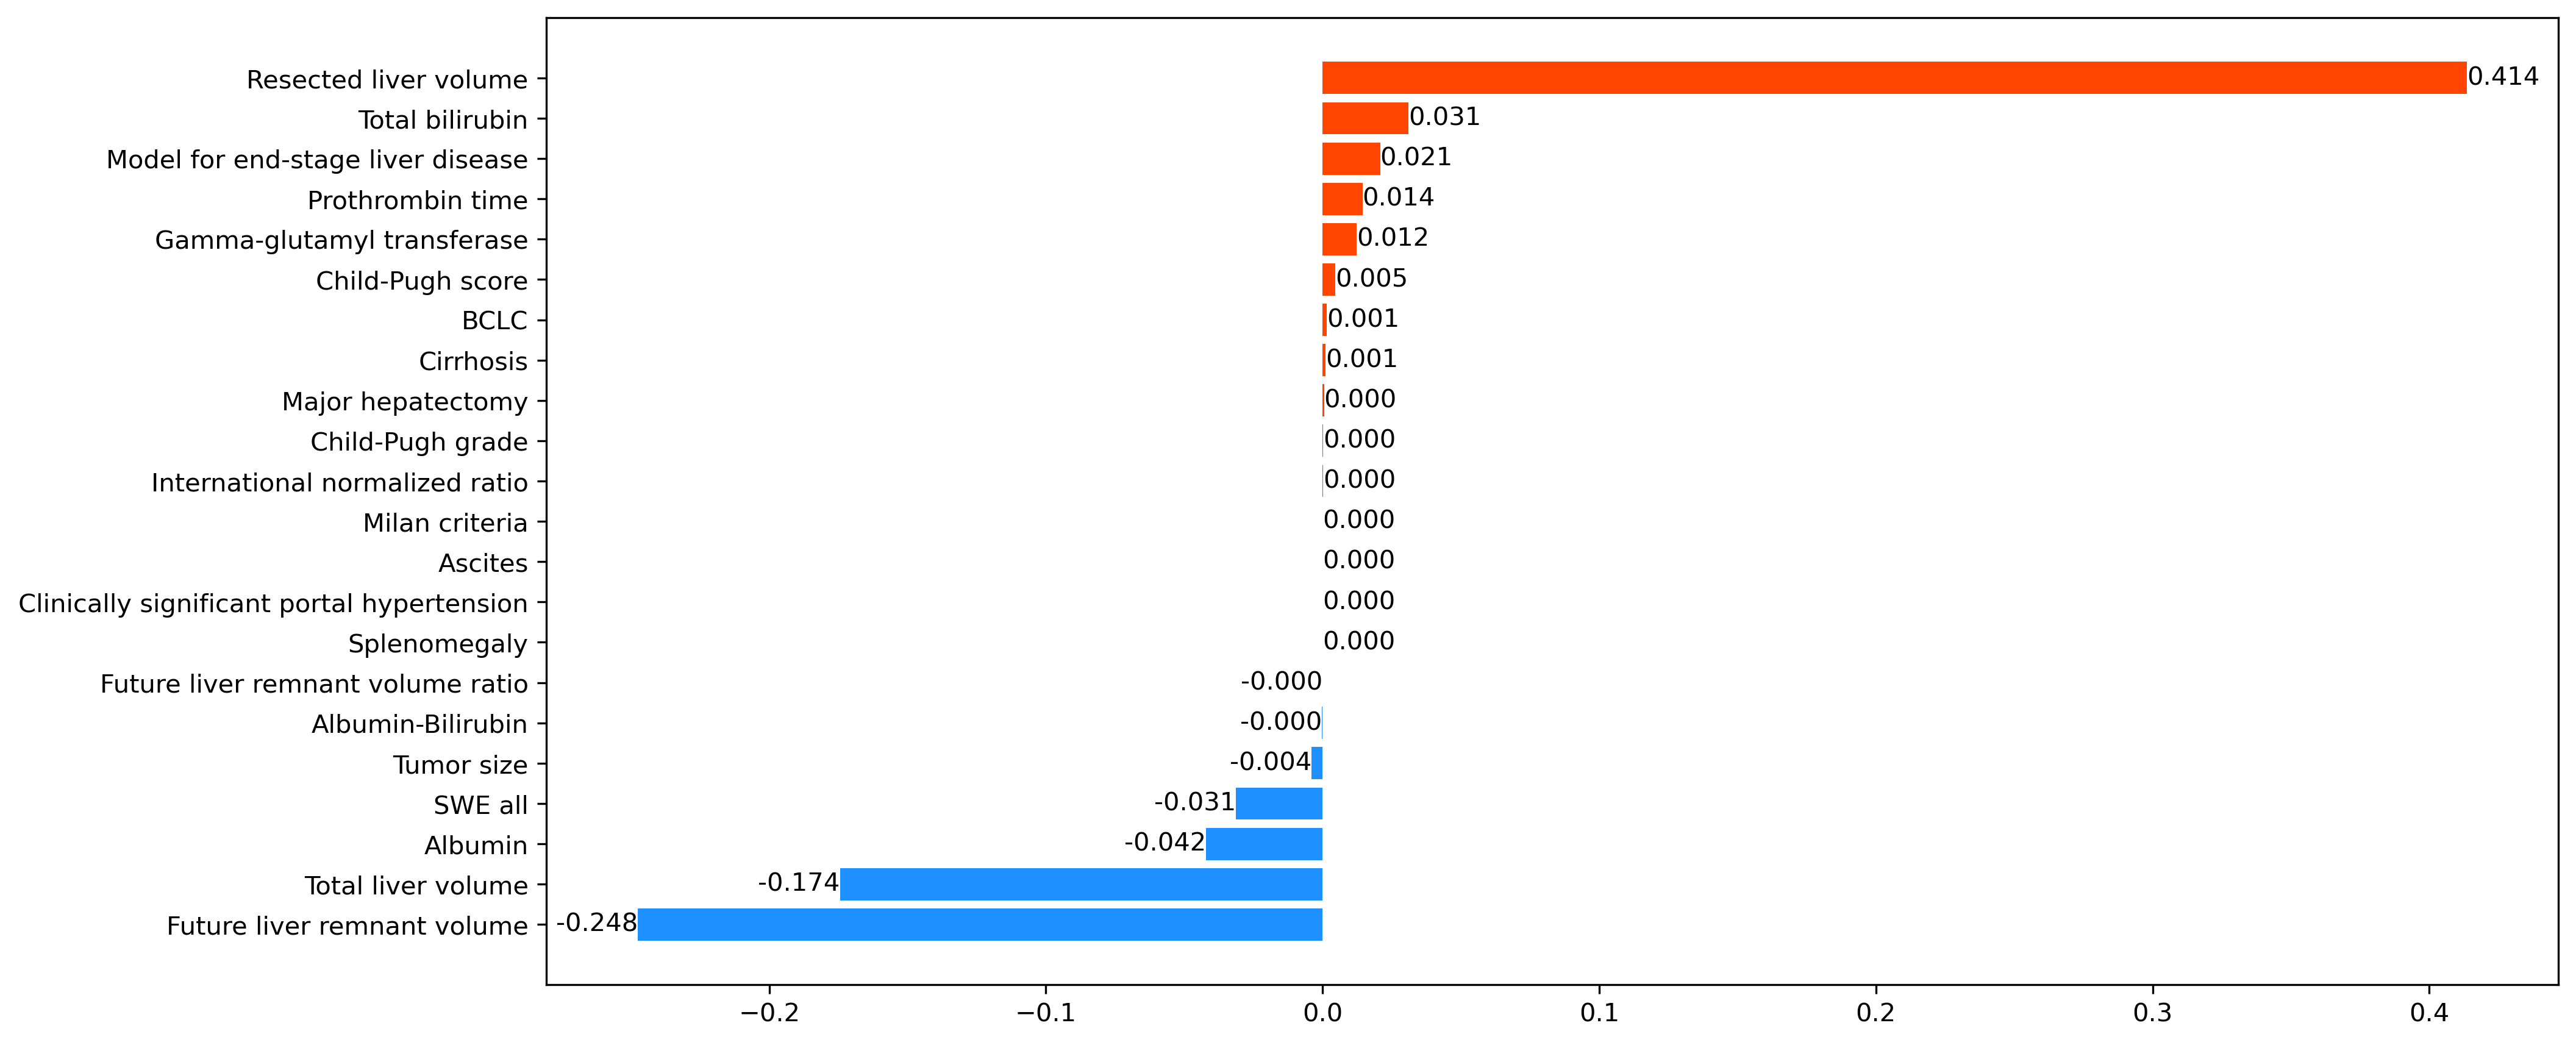 Resected liver volume 0.414
Total bilirubin 0.031
Model for end-stage liver disease 0.021
Prothrombin time 0.014
Gamma-glutamyl transferase 0.012
Child-Pugh score 0.005
BCLC 0.001
Cirrhosis 0.001
Major hepatectomy 0.000
Child-Pugh grade 0.000
International normalized ratio 0.000
Milan criteria 0.000
Ascites 0.000
Clinically significant portal hypertension 0.000
Splenomegaly 0.000
Future liver remnant volume ratio -0.000
Albumin-Bilirubin -0.000
Tumor size -0.004
SWE all -0.031
Albumin -0.042
Total liver volume -0.174
Future liver remnant volume -0.248
−0.2 −0.1 0.0 0.1 0.2 0.3 0.4